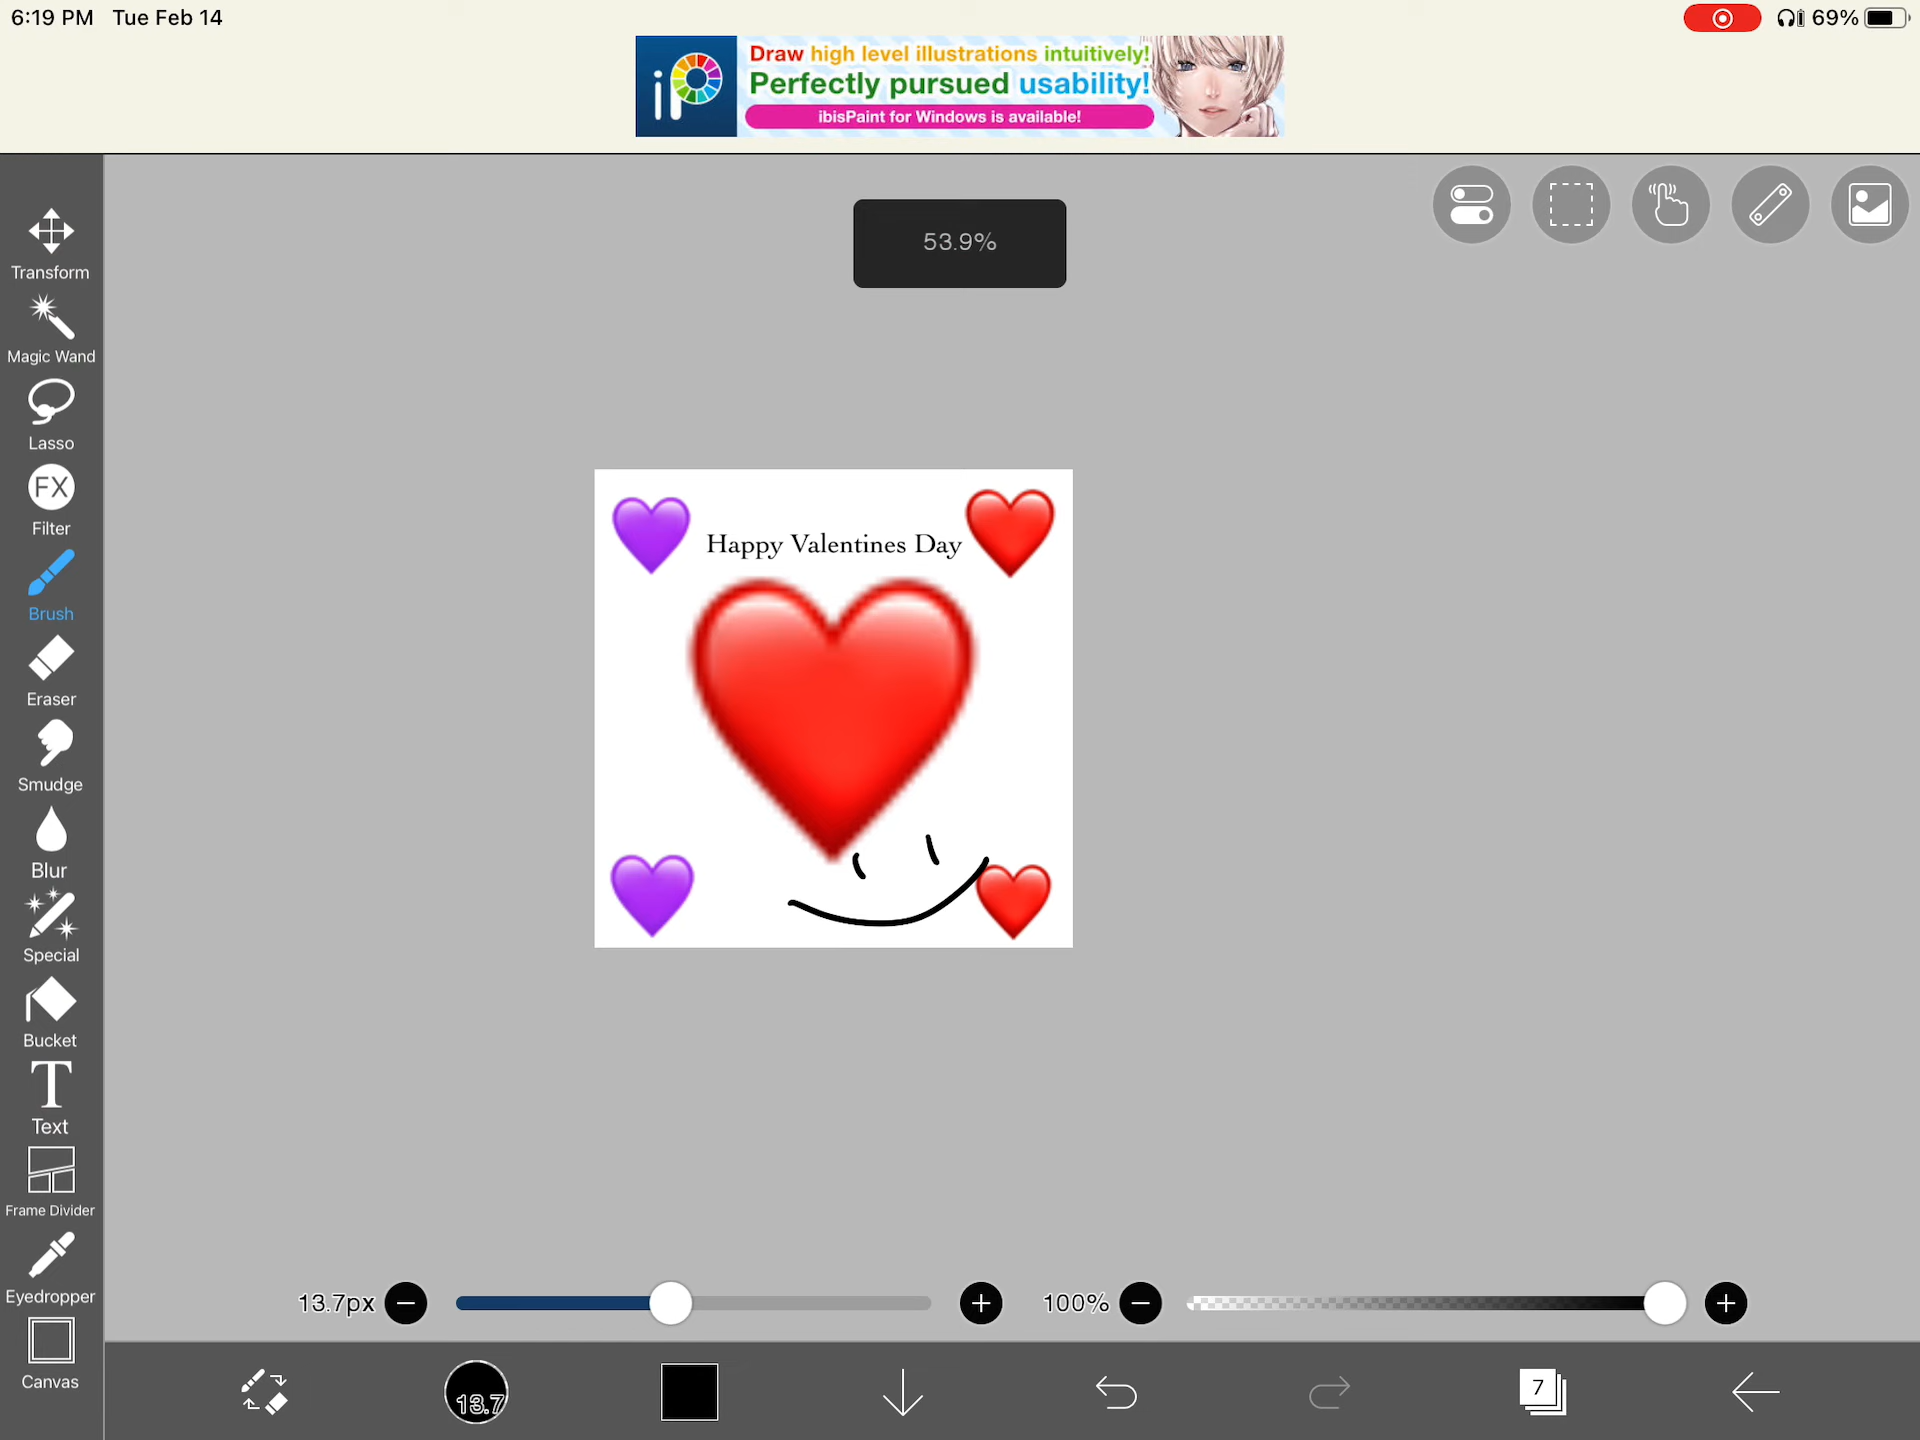 6:19 PM Tue Feb 14
69%
iP
Draw high level illustrations intuitively!
Perfectly pursued usability!
ibisPaint for Windows is available!
53.9%
Transform
Magic Wand
Lasso
FX
Filter
Brush
Eraser
Smudge
Blur
Special
Bucket
T
Text
Frame Divider
Eyedropper
Canvas
Happy Valentines Day
13.7px
100%
13.7
7